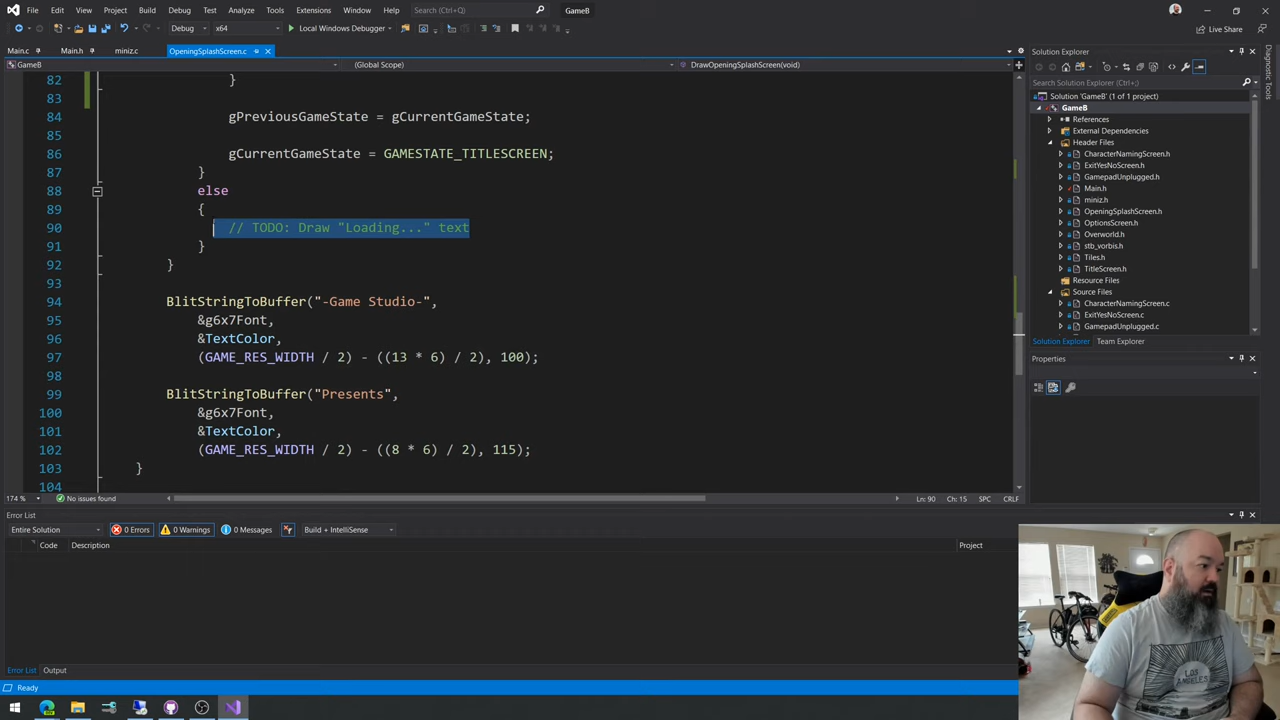 File Edit View Git Project Build Debug Test Analyze Tools Extensions Window Help Search (Ctrl+Q) GameB
Debug x64 Local Windows Debugger Live Share
Main.c Main.h miniz.c OpeningSplashScreen.c
GameB (Global Scope) DrawOpeningSplashScreen(void)
82 }
83
84 gPreviousGameState = gCurrentGameState;
85
86 gCurrentGameState = GAMESTATE_TITLESCREEN;
87 }
88 else
89 {
90 // TODO: Draw "Loading..." text
91 }
92 }
93
94 BlitStringToBuffer("-Game Studio-",
95 &g6x7Font,
96 &TextColor,
97 (GAME_RES_WIDTH / 2) - ((13 * 6) / 2), 100);
98
99 BlitStringToBuffer("Presents",
100 &g6x7Font,
101 &TextColor,
102 (GAME_RES_WIDTH / 2) - ((8 * 6) / 2), 115);
103 }
104
174 % No issues found Ln: 90 Ch: 15 SPC CRLF
Error List
Entire Solution 0 Errors 0 Warnings 0 Messages Build + IntelliSense
Code Description Project
Error List Output
Ready
Solution Explorer
Search Solution Explorer (Ctrl+;)
Solution 'GameB' (1 of 1 project)
GameB
References
External Dependencies
Header Files
CharacterNamingScreen.h
ExitYesNoScreen.h
GamepadUnplugged.h
Main.h
miniz.h
OpeningSplashScreen.h
OptionsScreen.h
Overworld.h
stb_vorbis.h
Tiles.h
TitleScreen.h
Resource Files
Source Files
CharacterNamingScreen.c
ExitYesNoScreen.c
GamepadUnplugged.c
Solution Explorer Team Explorer
Properties
Diagnostic Tools
LOS ANGELES